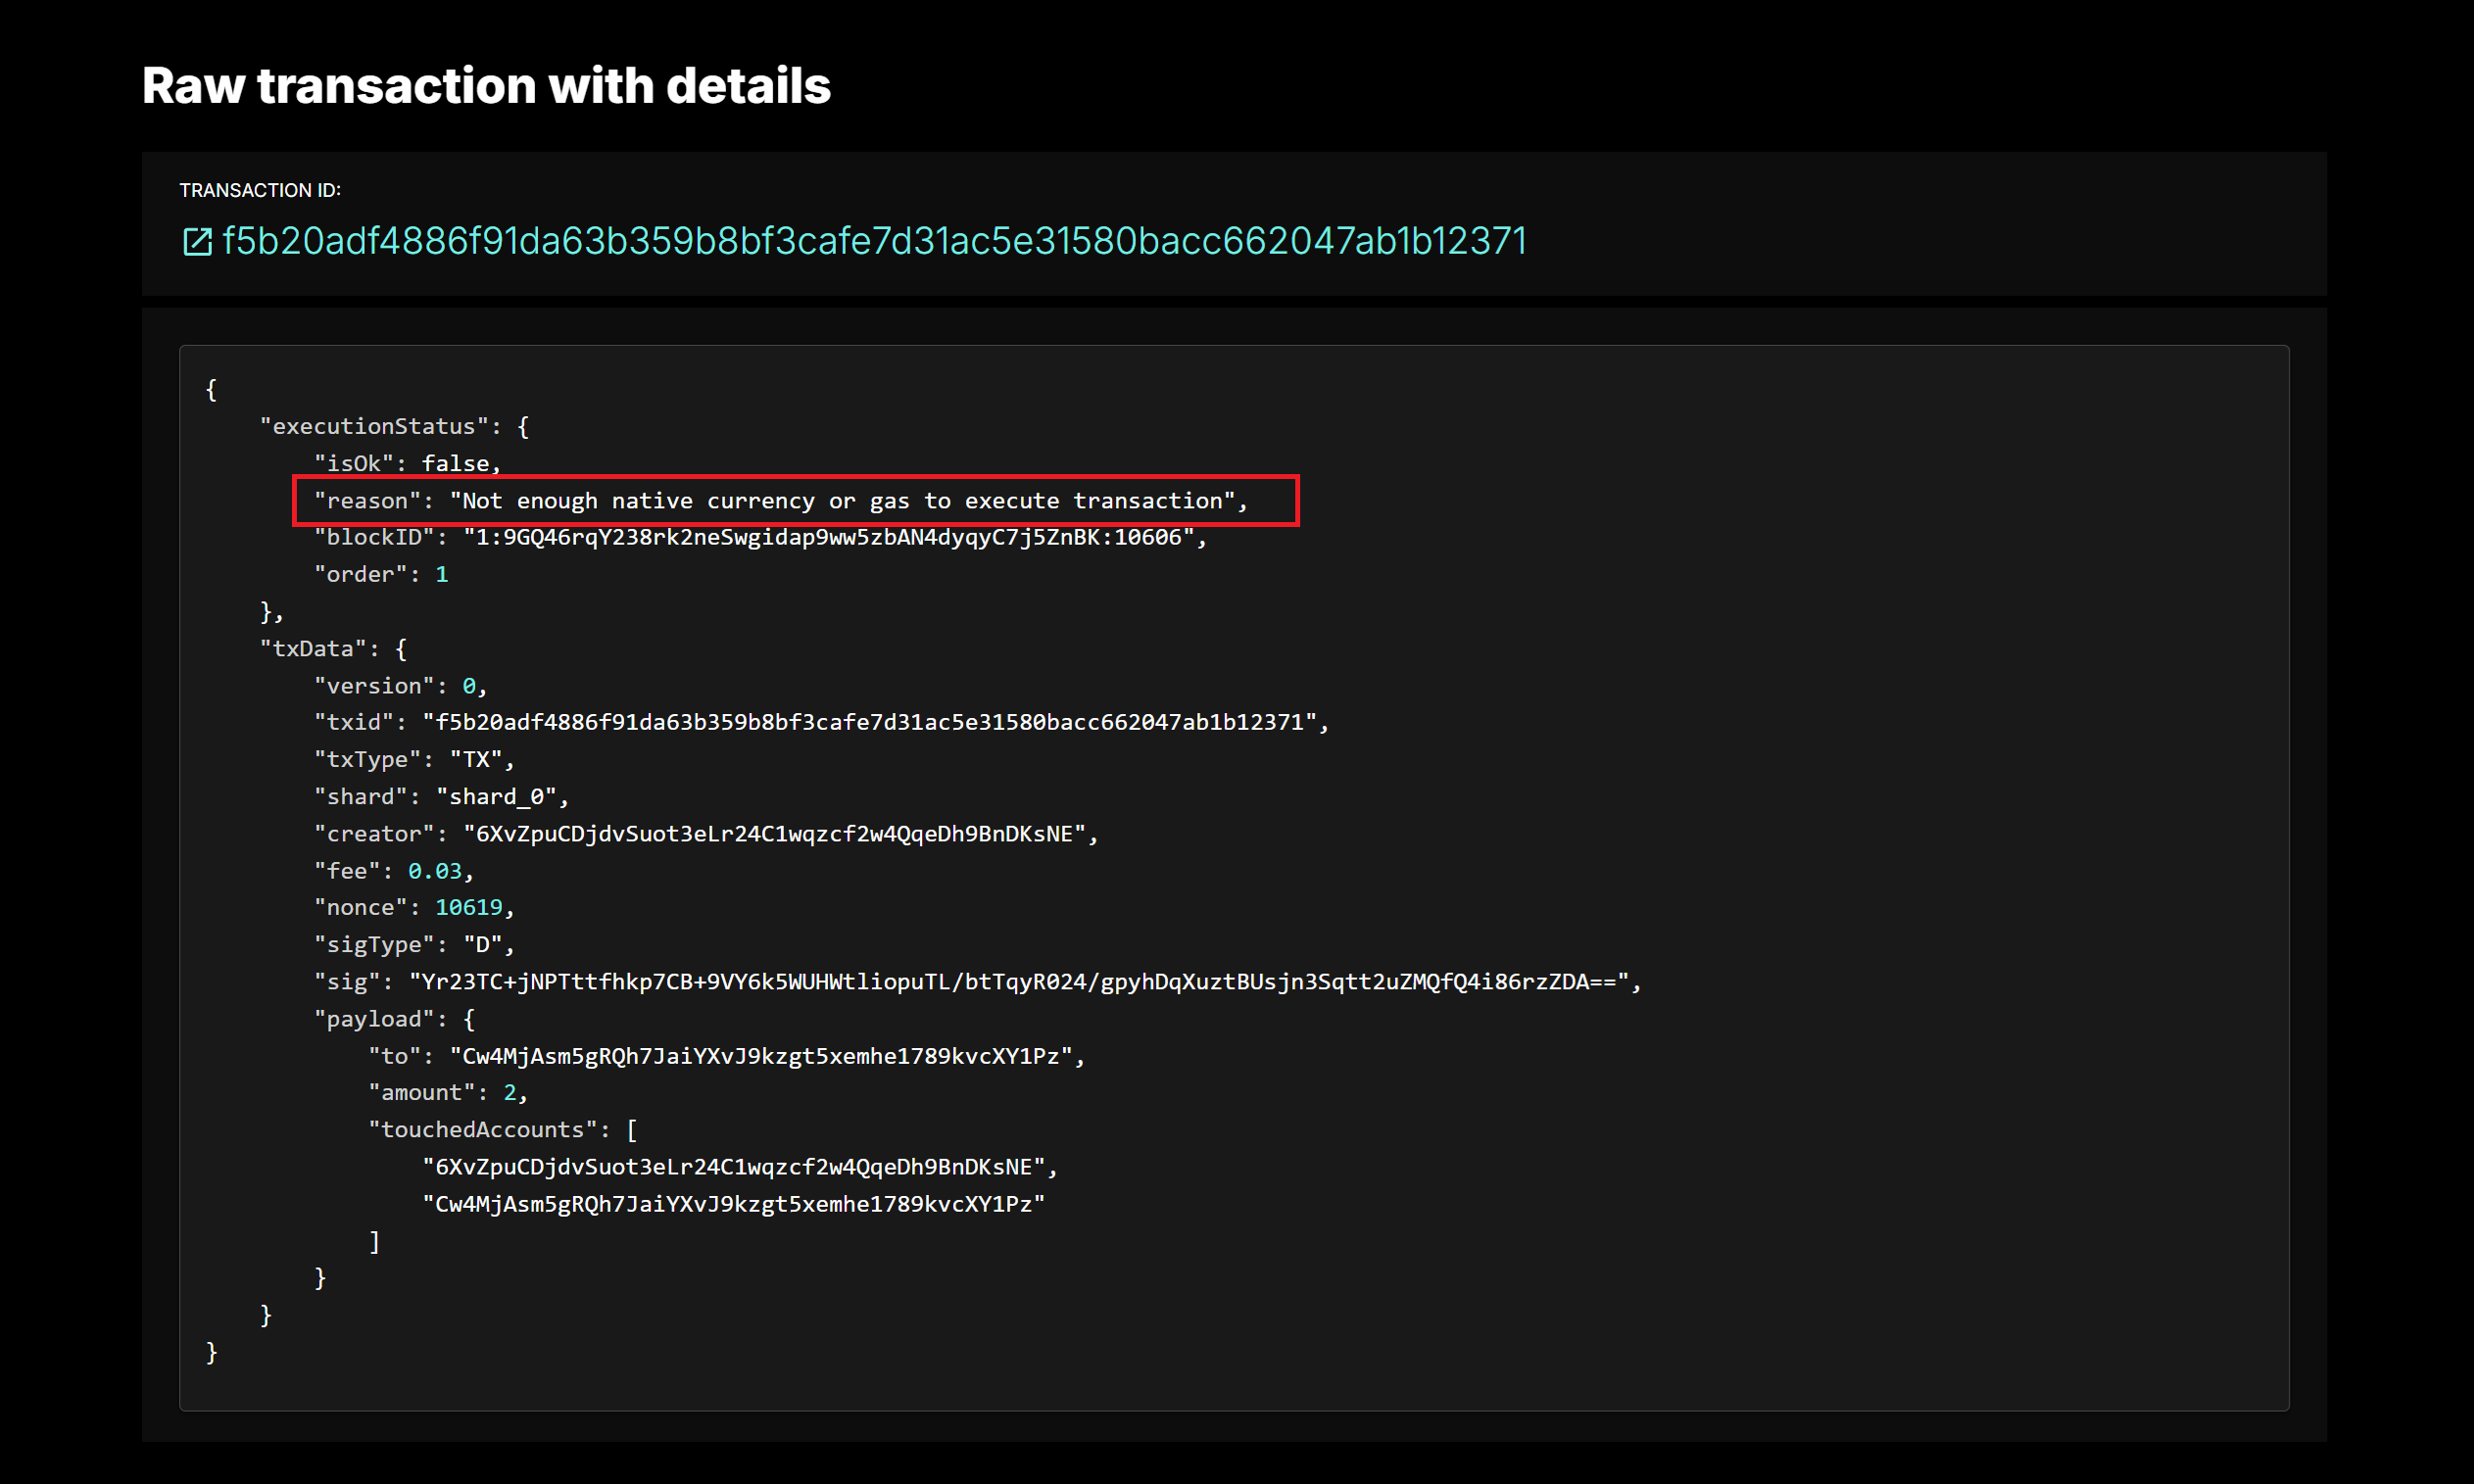 Raw transaction with details
TRANSACTION ID:
f5b20adf4886f91da63b359b8bf3cafe7d31ac5e31580bacc662047ab1b12371
{
    "executionStatus": {
        "isOk": false,
        "reason": "Not enough native currency or gas to execute transaction",
        "blockID": "1:9GQ46rqY238rk2neSwgidap9ww5zbAN4dyqyC7j5ZnBK:10606",
        "order": 1
    },
    "txData": {
        "version": 0,
        "txid": "f5b20adf4886f91da63b359b8bf3cafe7d31ac5e31580bacc662047ab1b12371",
        "txType": "TX",
        "shard": "shard_0",
        "creator": "6XvZpuCDjdvSuot3eLr24C1wqzcf2w4QqeDh9BnDKsNE",
        "fee": 0.03,
        "nonce": 10619,
        "sigType": "D",
        "sig": "Yr23TC+jNPTttfhkp7CB+9VY6k5WUHWtliopuTL/btTqyR024/gpyhDqXuztBUsjn3Sqtt2uZMQfQ4i86rzZDA==",
        "payload": {
            "to": "Cw4MjAsm5gRQh7JaiYXvJ9kzgt5xemhe1789kvcXY1Pz",
            "amount": 2,
            "touchedAccounts": [
                "6XvZpuCDjdvSuot3eLr24C1wqzcf2w4QqeDh9BnDKsNE",
                "Cw4MjAsm5gRQh7JaiYXvJ9kzgt5xemhe1789kvcXY1Pz"
            ]
        }
    }
}